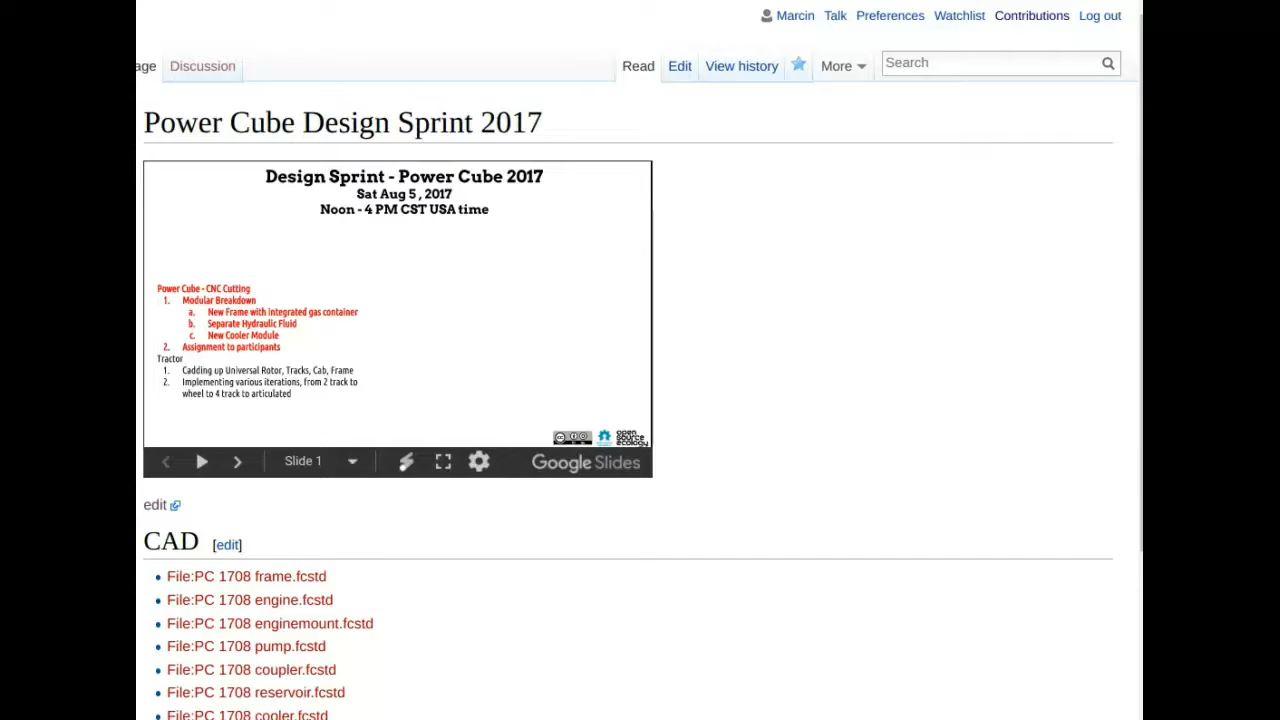 Marcin Talk Preferences Watchlist Contributions Log out
age Discussion Read Edit View history More Search
Power Cube Design Sprint 2017
Design Sprint - Power Cube 2017
Sat Aug 5 , 2017
Noon - 4 PM CST USA time
Power Cube - CNC Cutting
1. Modular Breakdown
a. New Frame with integrated gas container
b. Separate Hydraulic Fluid
c. New Cooler Module
2. Assignment to participants
Tractor
1. Cadding up Universal Rotor, Tracks, Cab, Frame
2. Implementing various iterations, from 2 track to
wheel to 4 track to articulated
open
source
ecology
Slide 1 Google Slides
edit
CAD [edit]
File:PC 1708 frame.fcstd
File:PC 1708 engine.fcstd
File:PC 1708 enginemount.fcstd
File:PC 1708 pump.fcstd
File:PC 1708 coupler.fcstd
File:PC 1708 reservoir.fcstd
File:PC 1708 cooler.fcstd